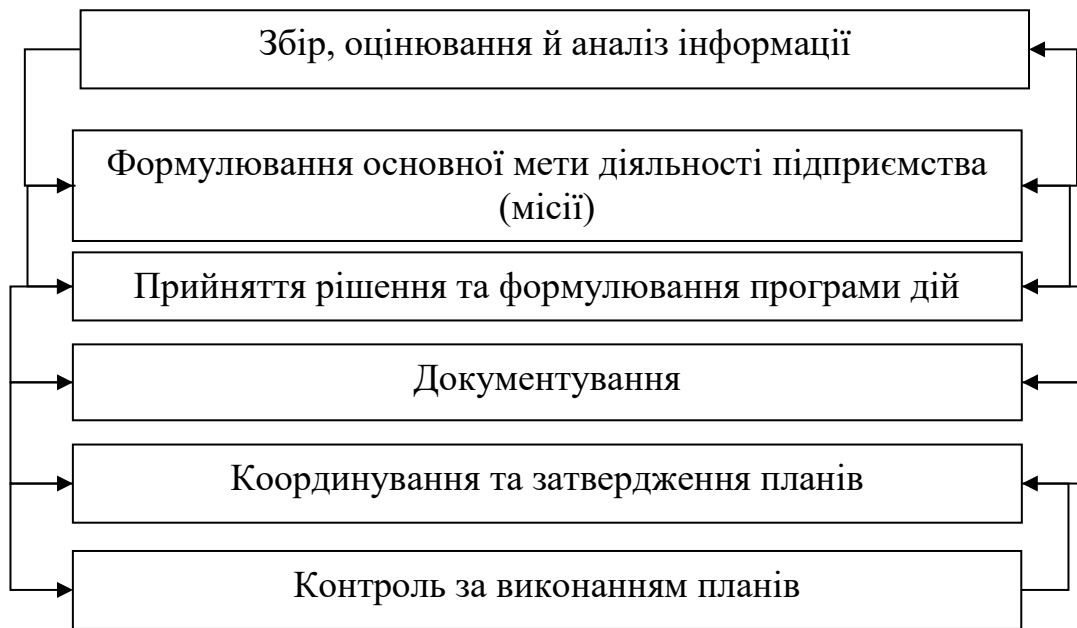 Збір, оцінювання й аналіз інформації
Формулювання основної мети діяльності підприємства
(місії)
Прийняття рішення та формулювання програми дій
Документування
Координування та затвердження планів
Контроль за виконанням планів